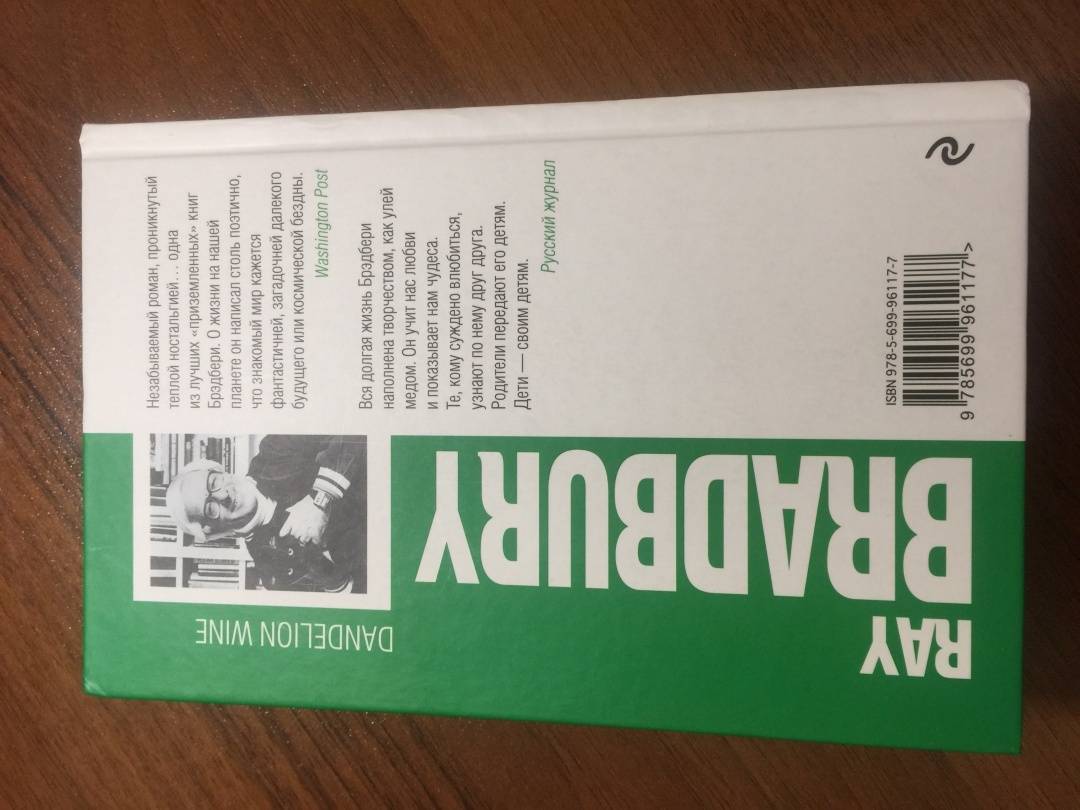 Незабываемый роман, проникнутый
теплой ностальгией... одна
из лучших «приземленных» книг
Брэдбери. О жизни на нашей
планете он написал столь поэтично,
что знакомый мир кажется
фантастичней, загадочней далекого
будущего или космической бездны.
Washington Post
Вся долгая жизнь Брэдбери
наполнена творчеством, как улей
медом. Он учит нас любви
и показывает нам чудеса.
Те, кому суждено влюбиться,
узнают по нему друг друга.
Родители передают его детям.
Дети — своим детям.
Русский журнал
ISBN 978-5-699-96117-7
9 785699 961177 >
DANDELION WINE
RAY
BRADBURY